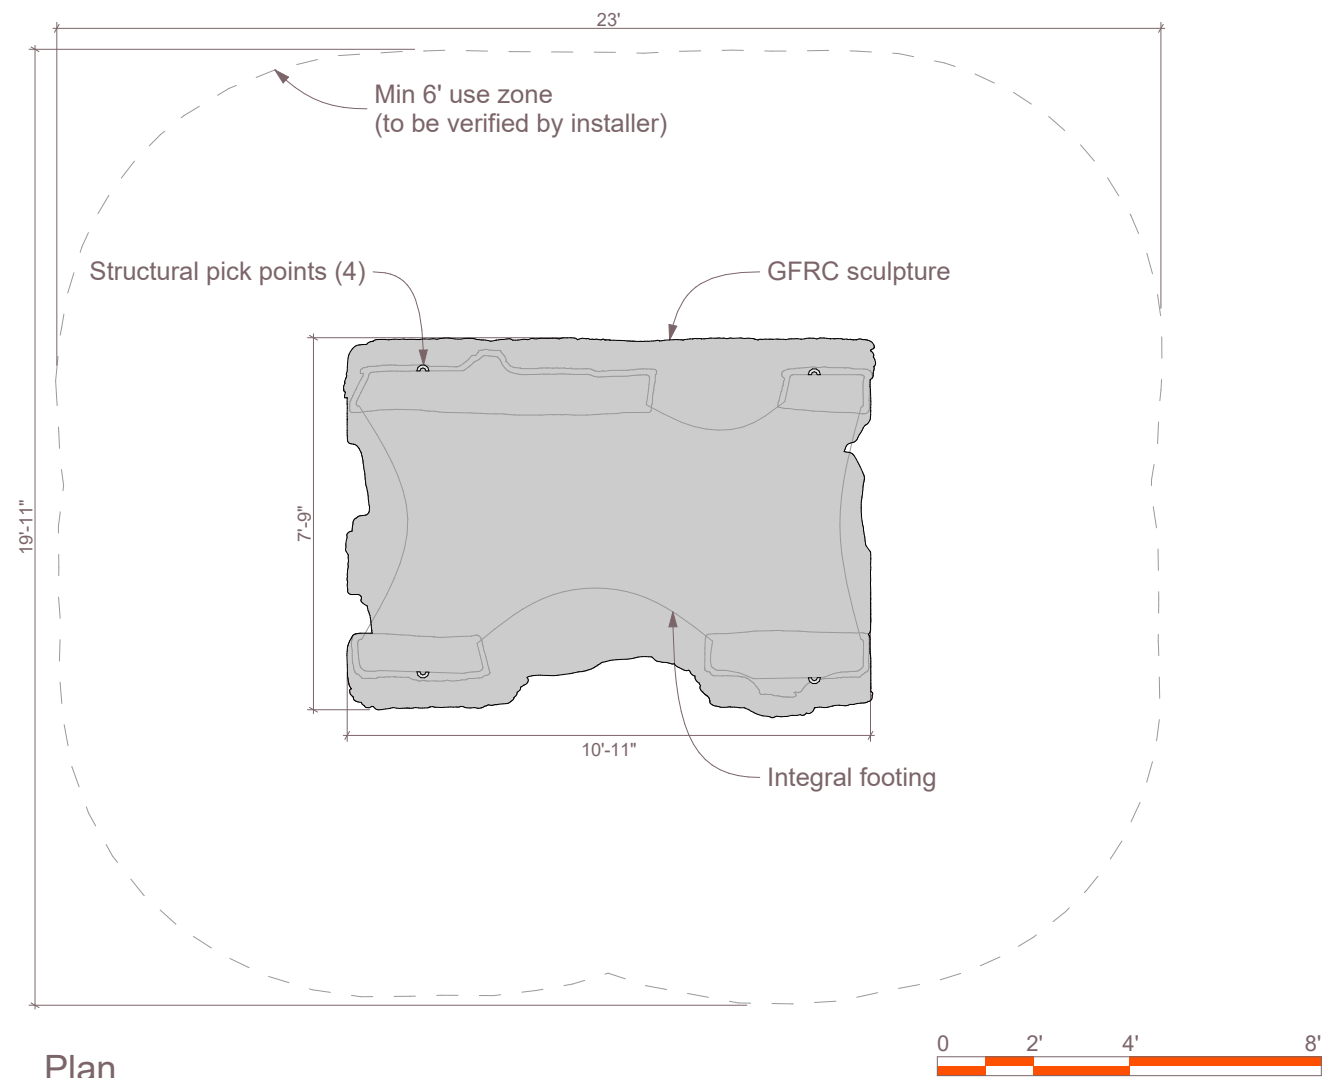 23'
Min 6' use zone
(to be verified by installer)
Structural pick points (4)
GFRC sculpture
19'-11"
7'-9"
10'-11"
Integral footing
Plan
0 2' 4' 8'